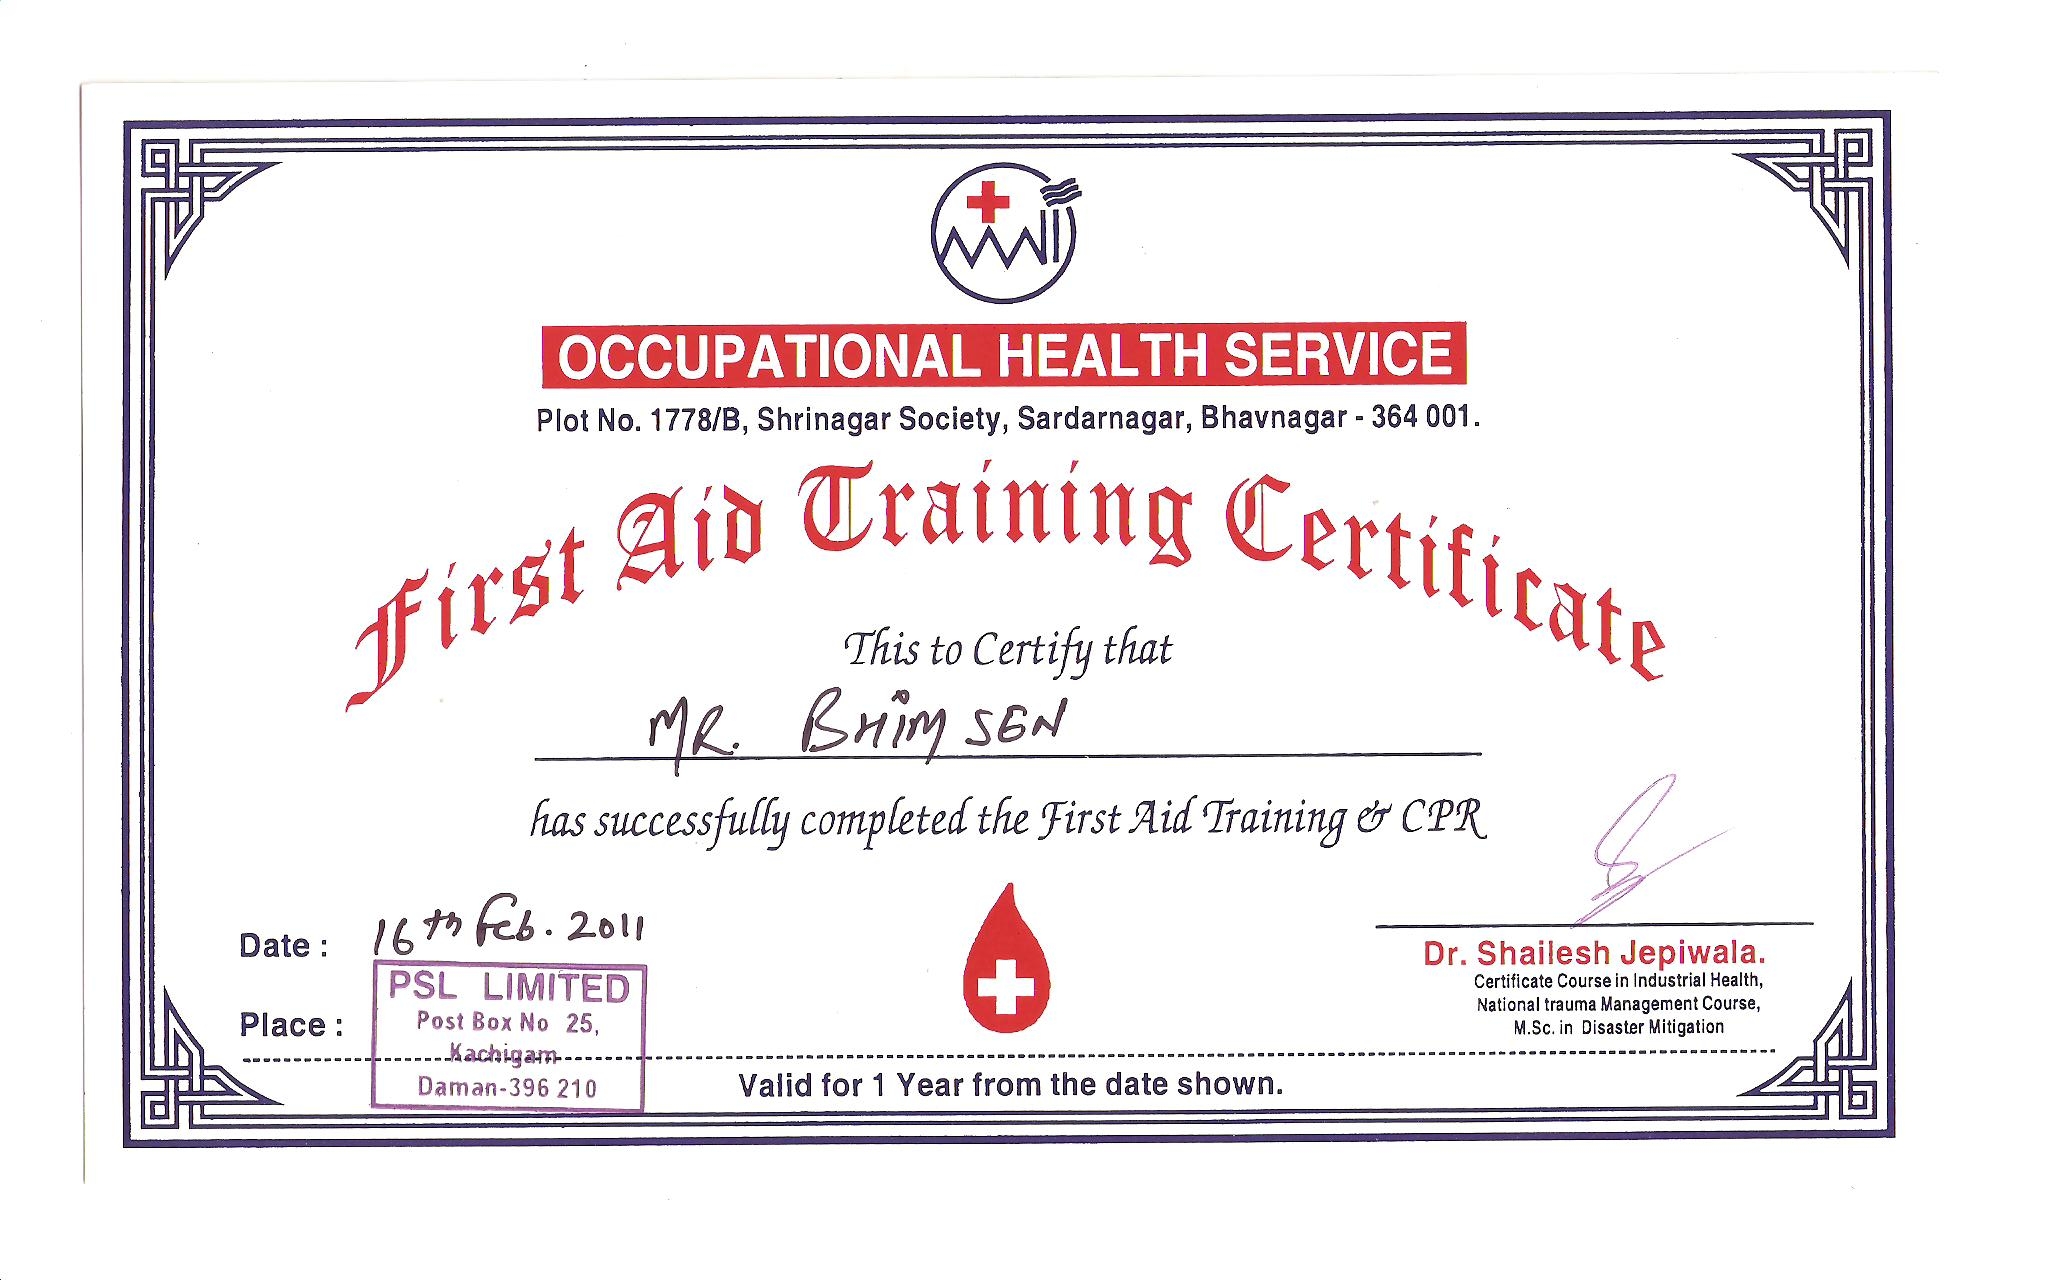 OCCUPATIONAL HEALTH SERVICE
Plot No. 1778/B, Shrinagar Society, Sardarnagar, Bhavnagar - 364 001.
First Aid Training Certificate
This to Certify that
MR. BHIM SEN
has successfully completed the First Aid Training & CPR
Date : 16th Feb. 2011
Place :
PSL LIMITED
Post Box No 25,
Kachigam
Daman-396 210
Dr. Shailesh Jepiwala.
Certificate Course in Industrial Health,
National trauma Management Course,
M.Sc. in Disaster Mitigation
Valid for 1 Year from the date shown.